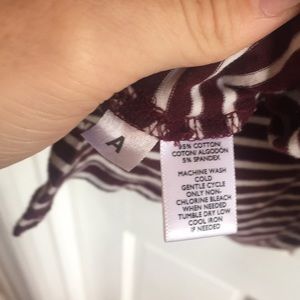 A
95% COTTON/
COTON/ ALGODÓN
5% SPANDEX
MACHINE WASH
COLD
GENTLE CYCLE
ONLY NON-
CHLORINE BLEACH
WHEN NEEDED
TUMBLE DRY LOW
COOL IRON
IF NEEDED